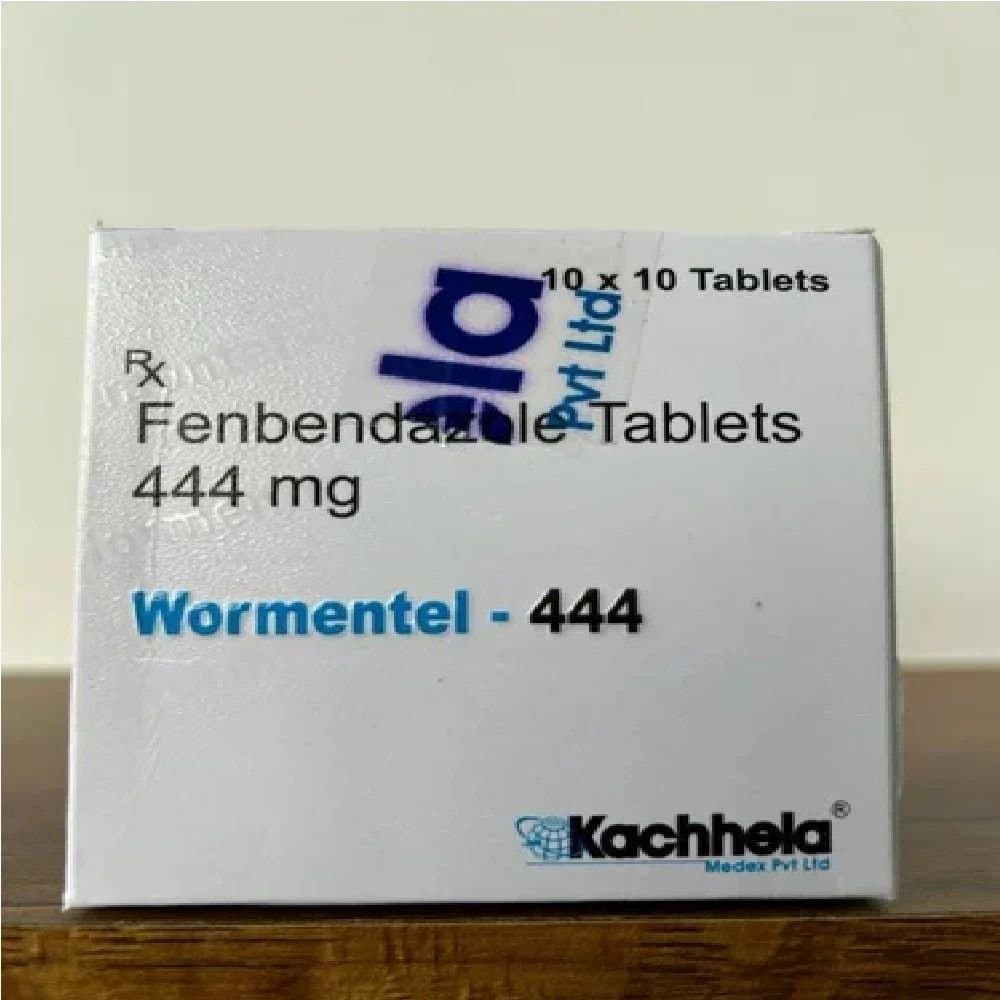 10 x 10 Tablets
Pvt Ltd
Rx
Fenbendazole Tablets
444 mg
Wormentel - 444
Kachhela®
Medex Pvt Ltd